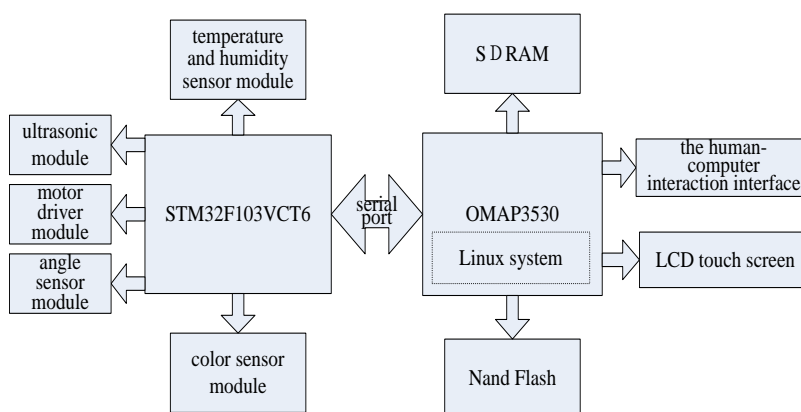 temperature
and humidity
sensor module
SDRAM
ultrasonic
module
motor
driver module
angle
sensor
module
STM32F103VCT6
serial
port
OMAP3530
Linux system
the human-
computer
interaction interface
LCD touch screen
color sensor
module
Nand Flash